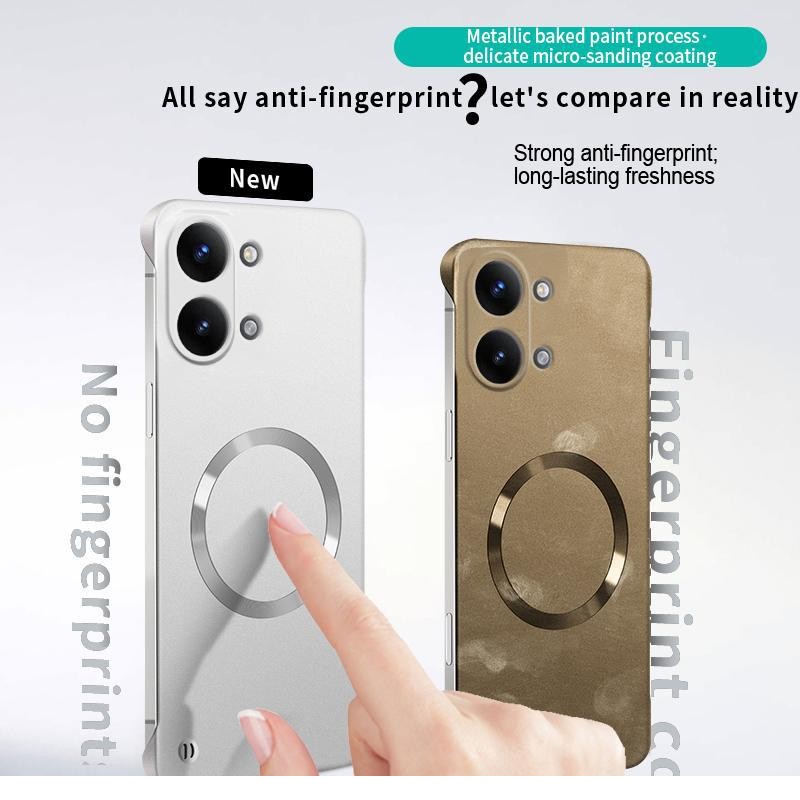 Metallic baked paint process·
delicate micro-sanding coating
All say anti-fingerprint?let's compare in reality
Strong anti-fingerprint;
long-lasting freshness
New
No fingerprint
Fingerprint co